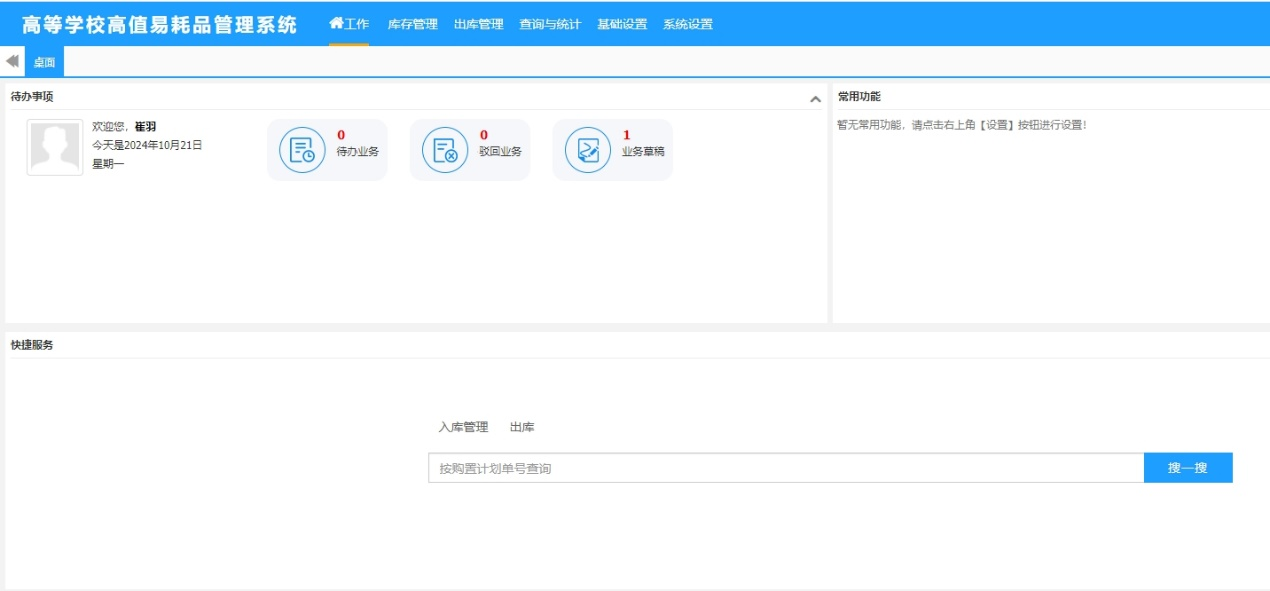 高等学校高值易耗品管理系统 工作 库存管理 出库管理 查询与统计 基础设置 系统设置
桌面
待办事项
欢迎您，崔羽
今天是2024年10月21日
星期一
0
待办业务
0
驳回业务
1
业务草稿
常用功能
暂无常用功能，请点击右上角【设置】按钮进行设置！
快捷服务
入库管理 出库
按购置计划单号查询 搜一搜